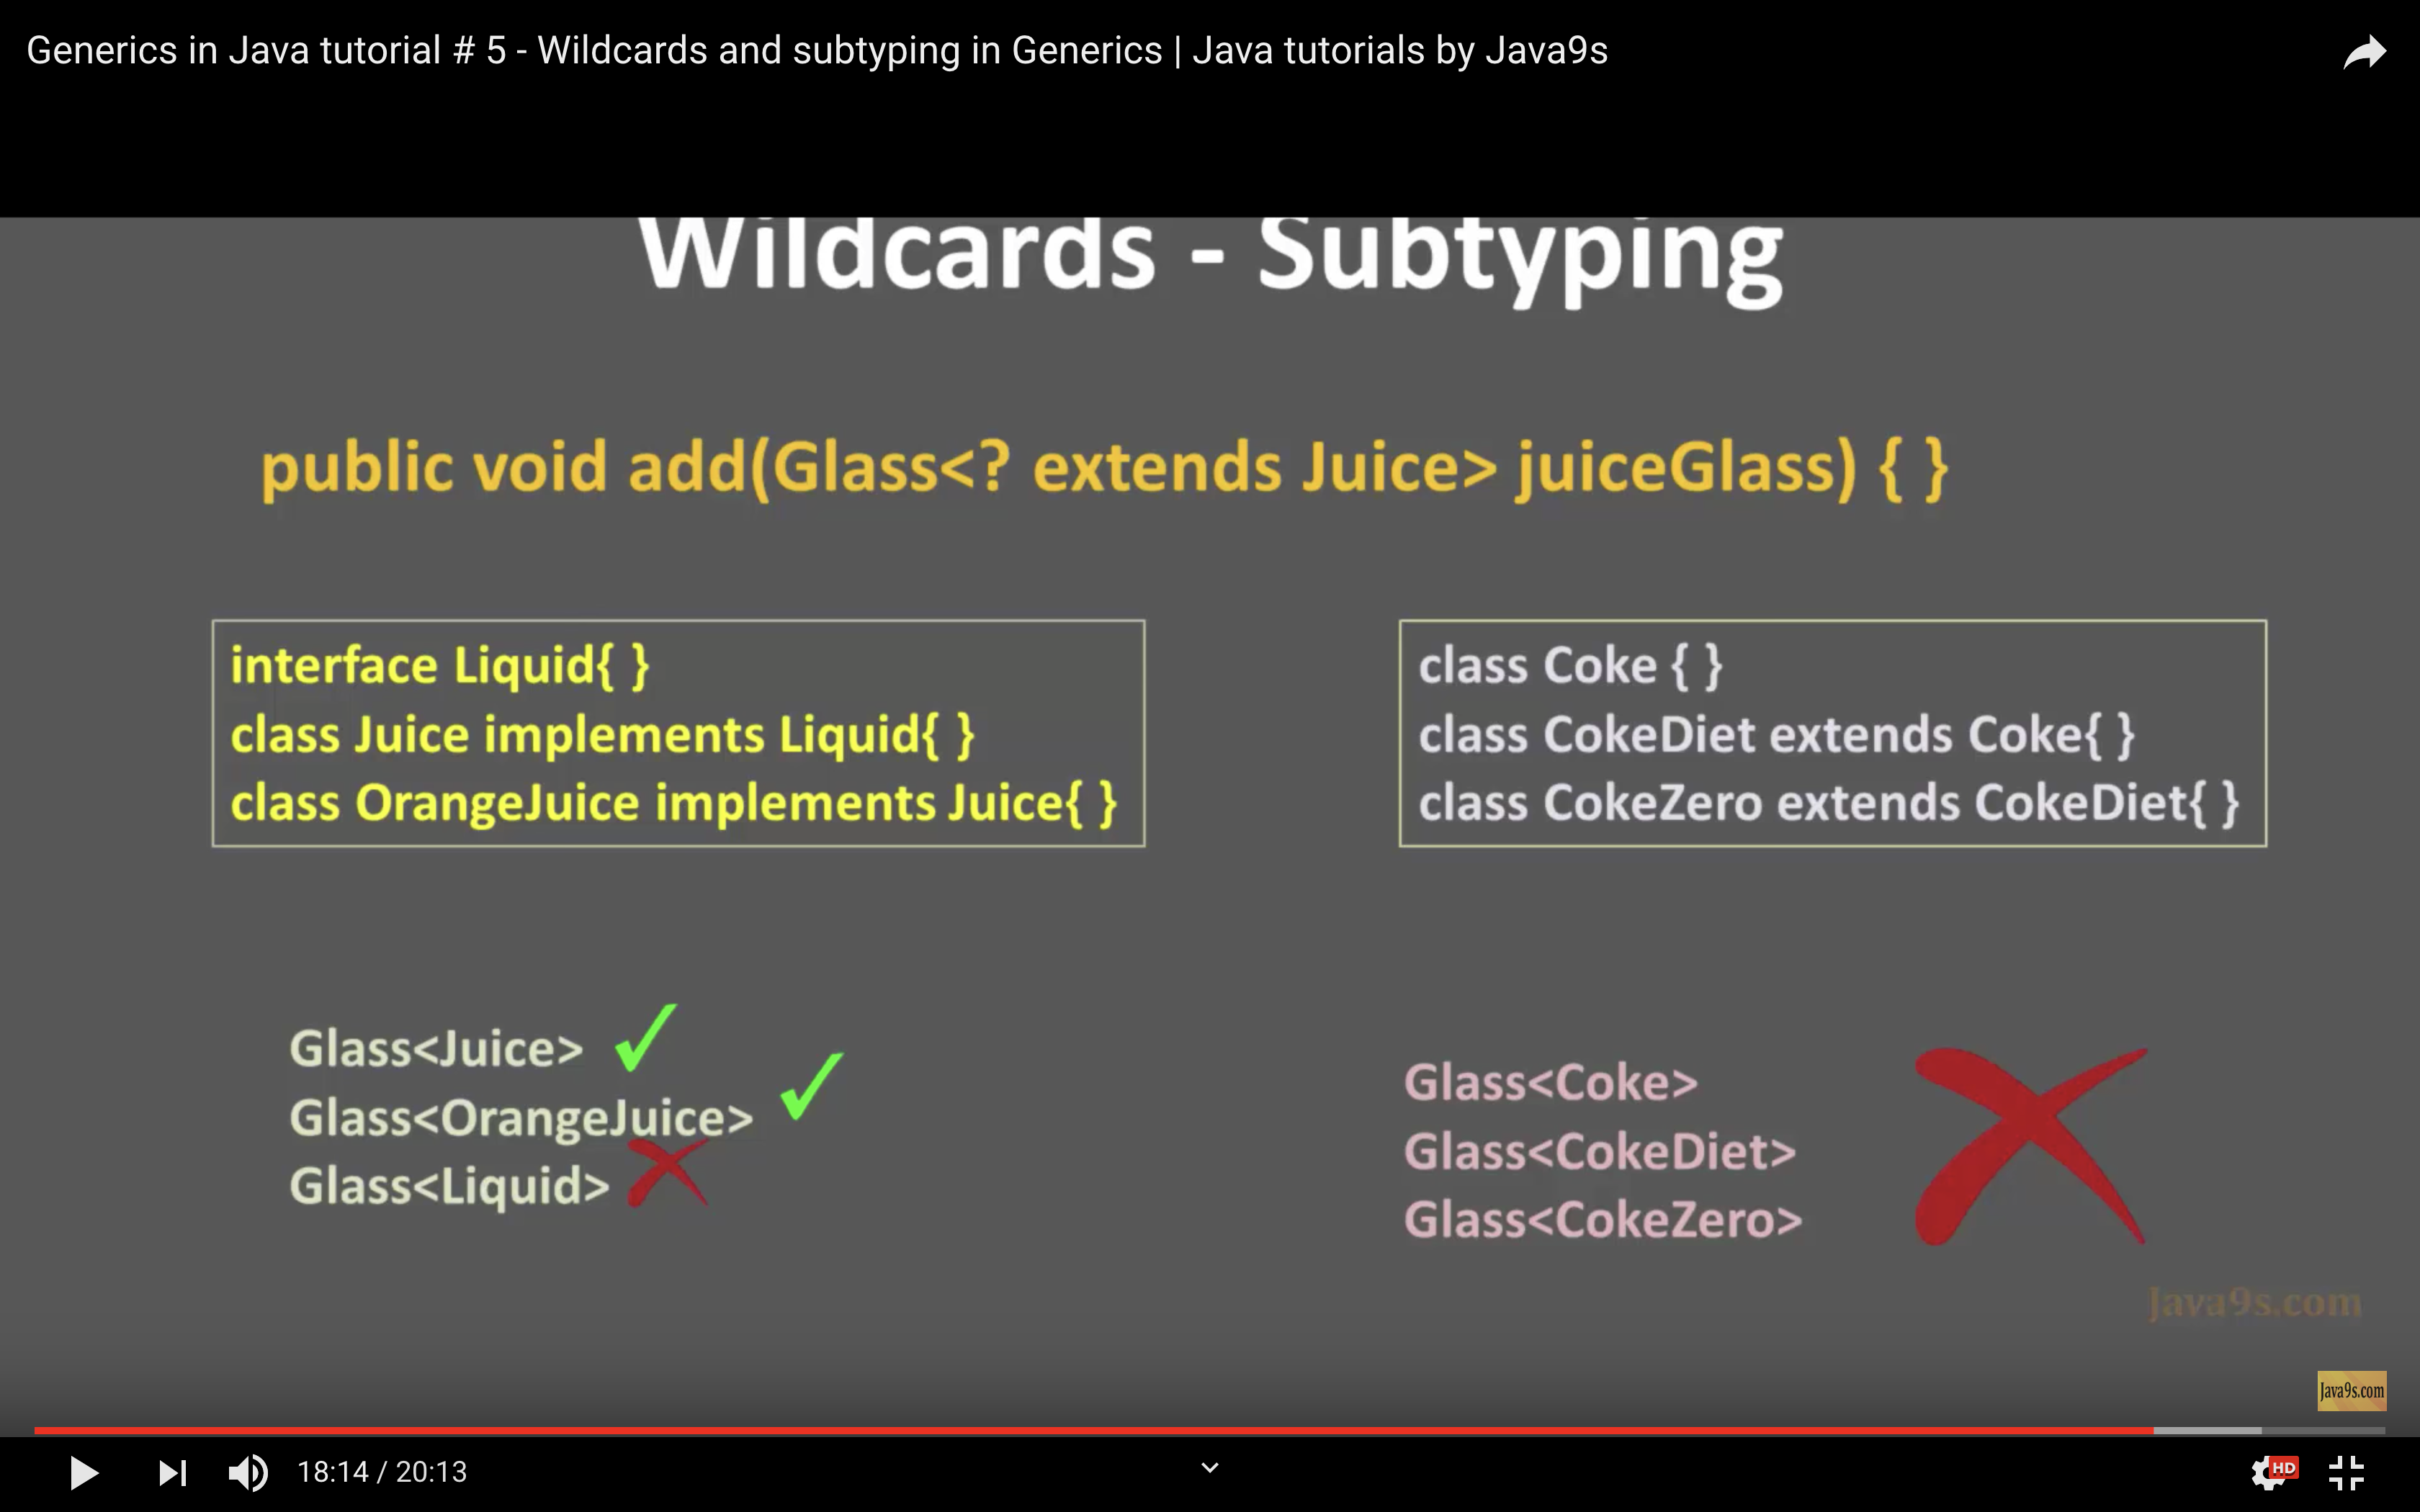 Generics in Java tutorial # 5 - Wildcards and subtyping in Generics | Java tutorials by Java9s
Wildcards - Subtyping
public void add(Glass<? extends Juice> juiceGlass) { }
interface Liquid{ }
class Juice implements Liquid{ }
class OrangeJuice implements Juice{ }
class Coke { }
class CokeDiet extends Coke{ }
class CokeZero extends CokeDiet{ }
Glass<Juice>
Glass<OrangeJuice>
Glass<Liquid>
Glass<Coke>
Glass<CokeDiet>
Glass<CokeZero>
Java9s.com
Java9s.com
18:14 / 20:13
HD